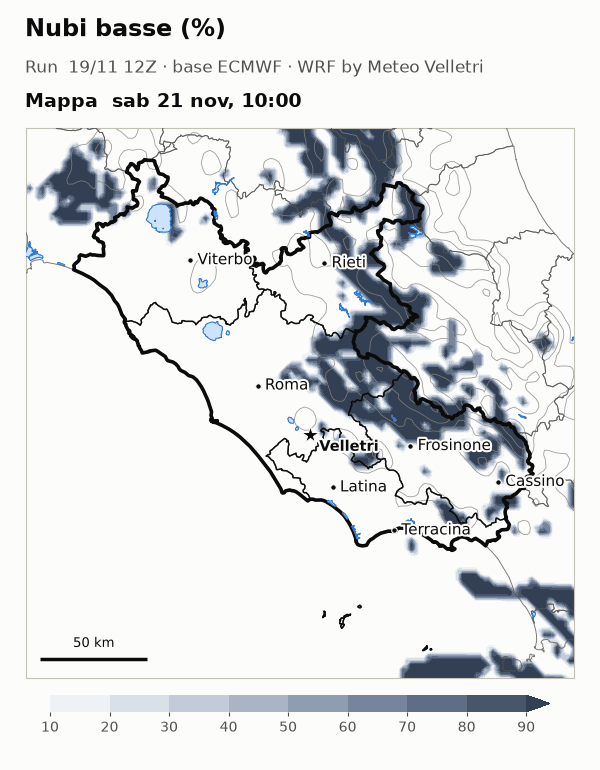 Nubi basse (%)
Run 19/11 12Z · base ECMWF · WRF by Meteo Velletri
Mappa sab 21 nov, 10:00
Viterbo
Rieti
Roma
Velletri
Frosinone
Latina
Cassino
Terracina
50 km
10 20 30 40 50 60 70 80 90